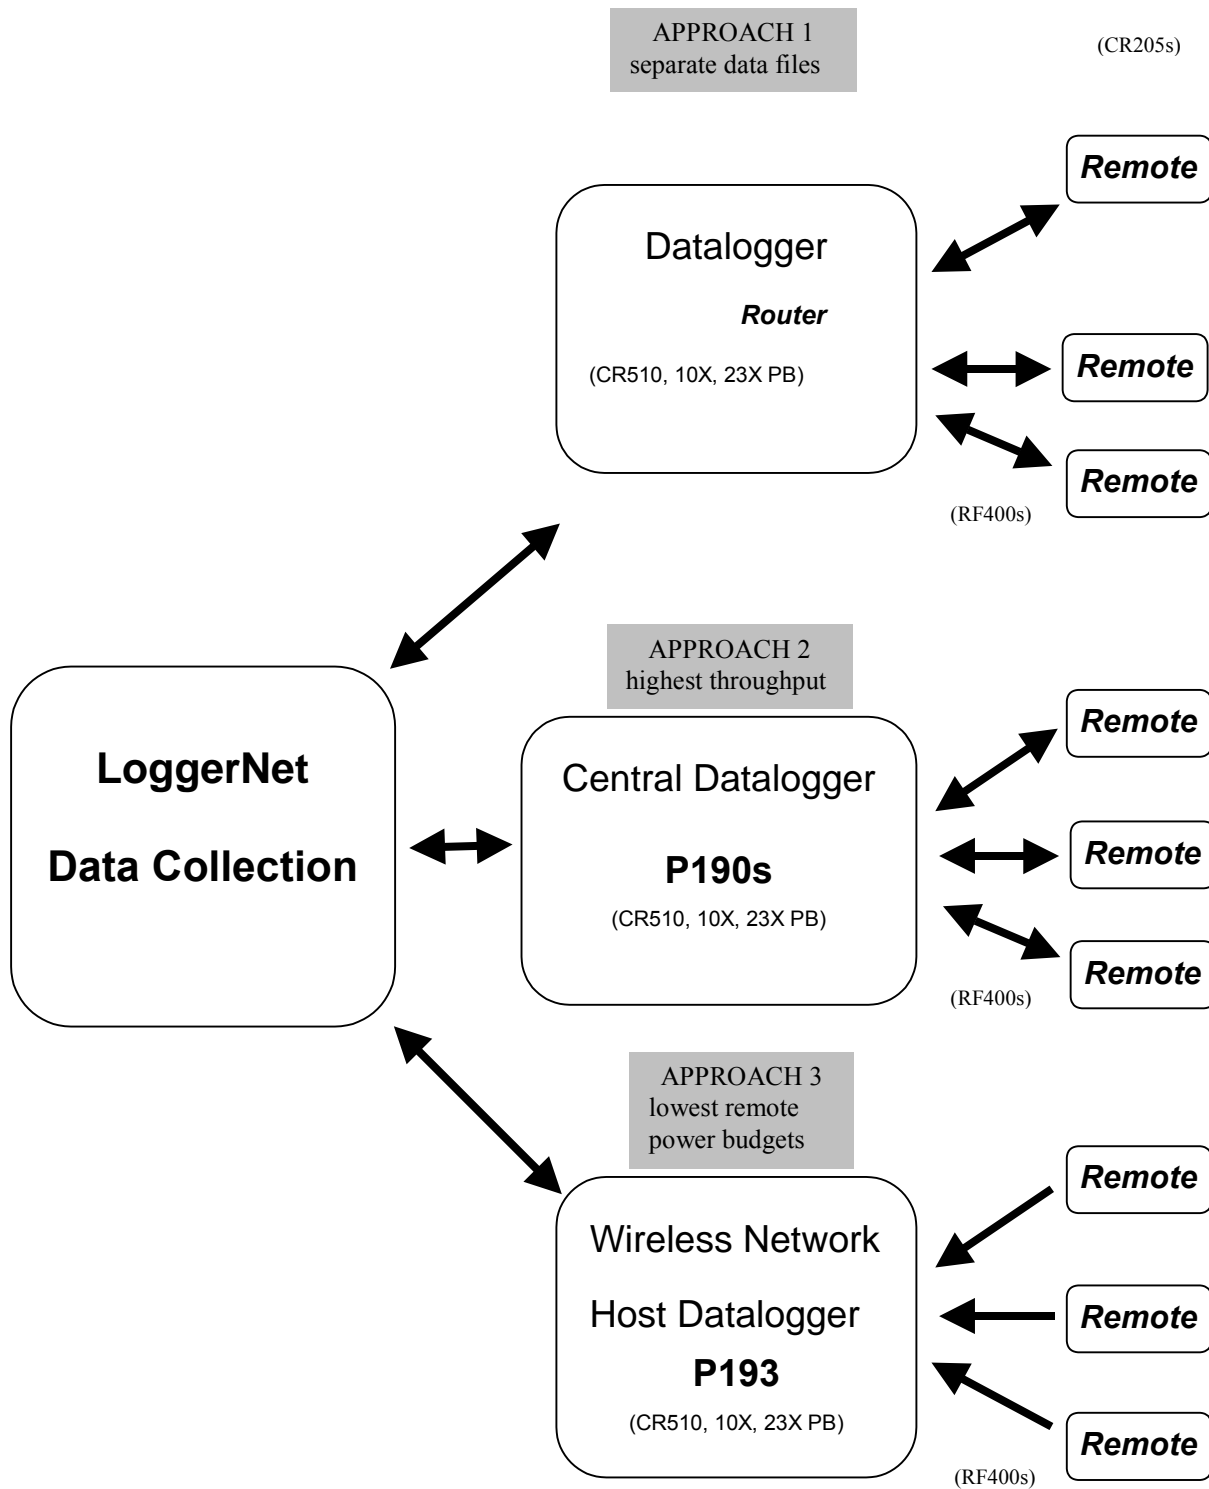 APPROACH 1
separate data files
(CR205s)
Remote
Datalogger
Router
(CR510, 10X, 23X PB)
Remote
Remote
(RF400s)
APPROACH 2
highest throughput
LoggerNet
Data Collection
Central Datalogger
P190s
(CR510, 10X, 23X PB)
Remote
Remote
Remote
(RF400s)
APPROACH 3
lowest remote
power budgets
Wireless Network
Host Datalogger
P193
(CR510, 10X, 23X PB)
Remote
Remote
Remote
(RF400s)